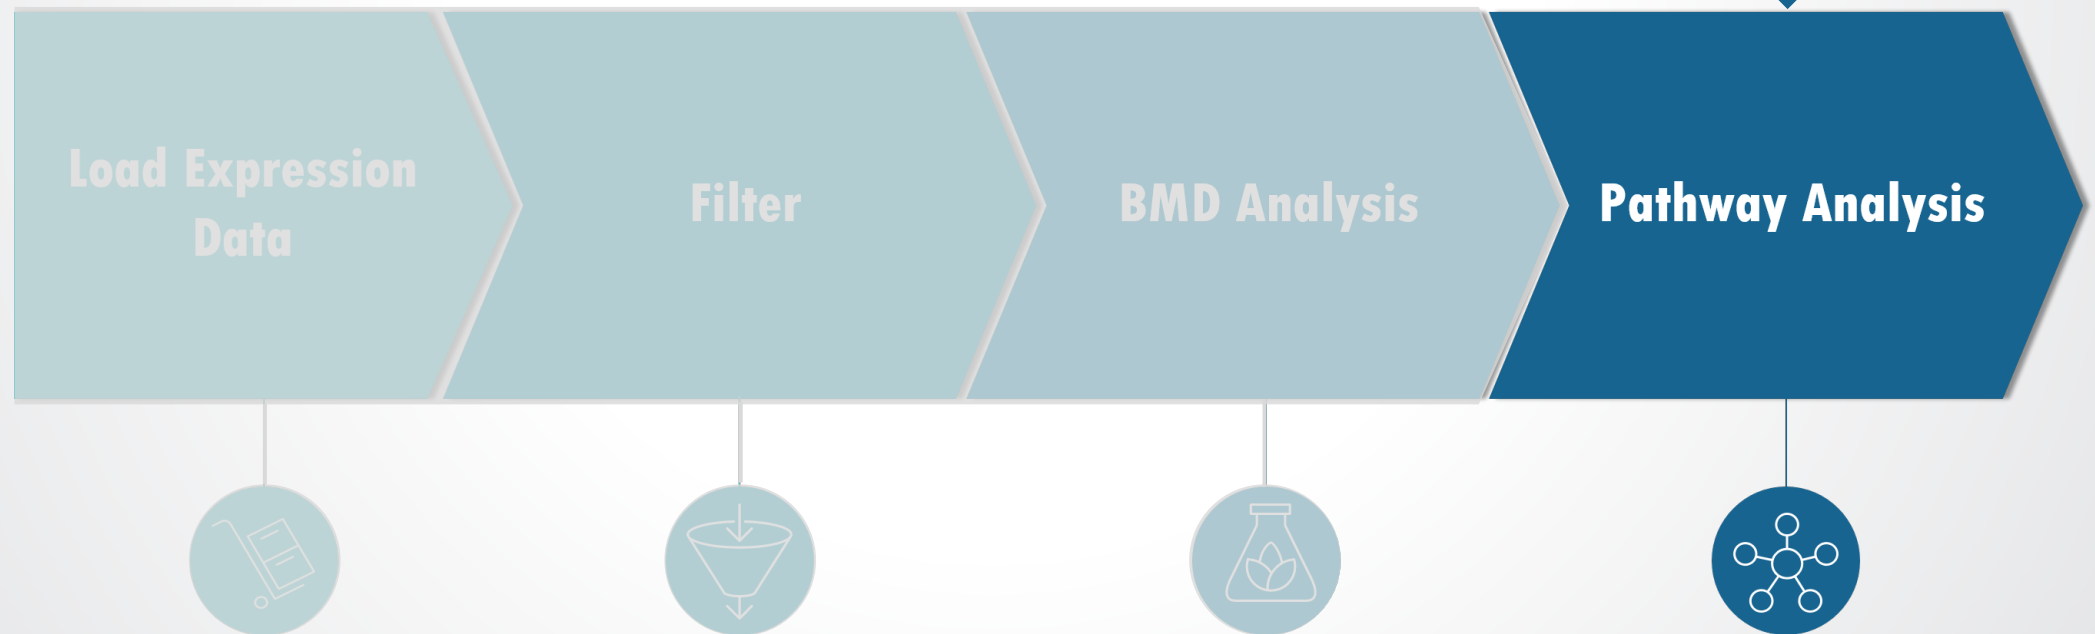 Load Expression
Data
Filter
BMD Analysis
Pathway Analysis